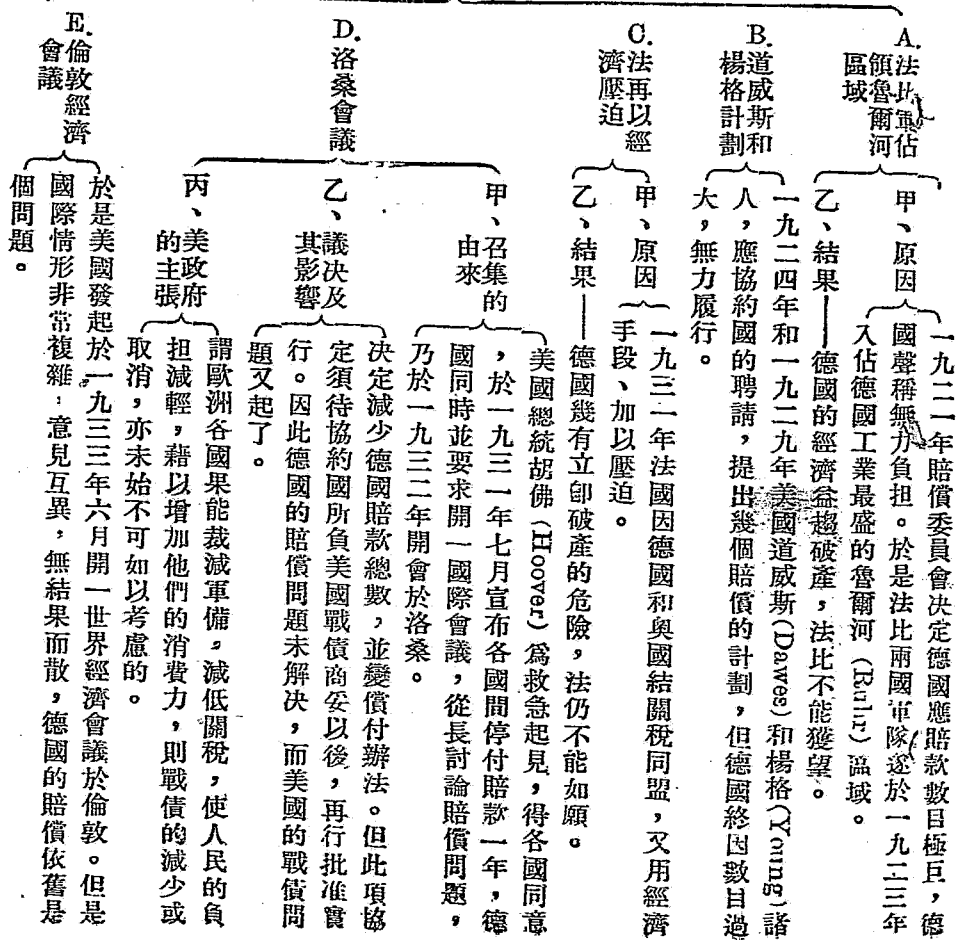 A.法比軍佔
領魯爾河
區域
甲、原因
一九二一年賠償委員會決定德國應賠款數目極巨，德
國聲稱無力負担。於是法比兩國軍隊遂於一九二三年
入佔德國工業最盛的魯爾河（Ruhr）區域。
乙、結果——德國的經濟益趨破產，法比不能獲望。
B.道威斯和
楊格計劃
一九二四年和一九二九年美國道威斯(Dawes)和楊格(Young)諸
人，應協約國的聘請，提出幾個賠償的計劃，但德國終因數目過
大，無力履行。
C.法再以經
濟壓迫
甲、原因
一九三一年法國因德國和奧國結關稅同盟，又用經濟
手段、加以壓迫。
乙、結果——德國幾有立卽破產的危險，法仍不能如願。
D.洛桑會議
甲、召集的
由來
美國總統胡佛（Hoover）爲救急起見，得各國同意
，於一九三一年七月宣布各國間停付賠款一年，德
國同時並要求開一國際會議，從長討論賠償問題，
乃於一九三二年開會於洛桑。
乙、議决及
其影響
决定減少德國賠款總數，並變償付辦法。但此項協
定須待協約國所負美國戰債商妥以後，再行批准實
行。因此德國的賠償問題未解决，而美國的戰債問
題又起了。
丙、美政府
的主張
謂歐洲各國果能裁減軍備，減低關稅，使人民的負
担減輕，藉以增加他們的消費力，則戰債的減少或
取消，亦未始不可如以考慮的。
E.倫敦經濟
會議
於是美國發起於一九三三年六月開一世界經濟會議於倫敦。但是
國際情形非常複雜，意見互異，無結果而散，德國的賠償依舊是
個問題。